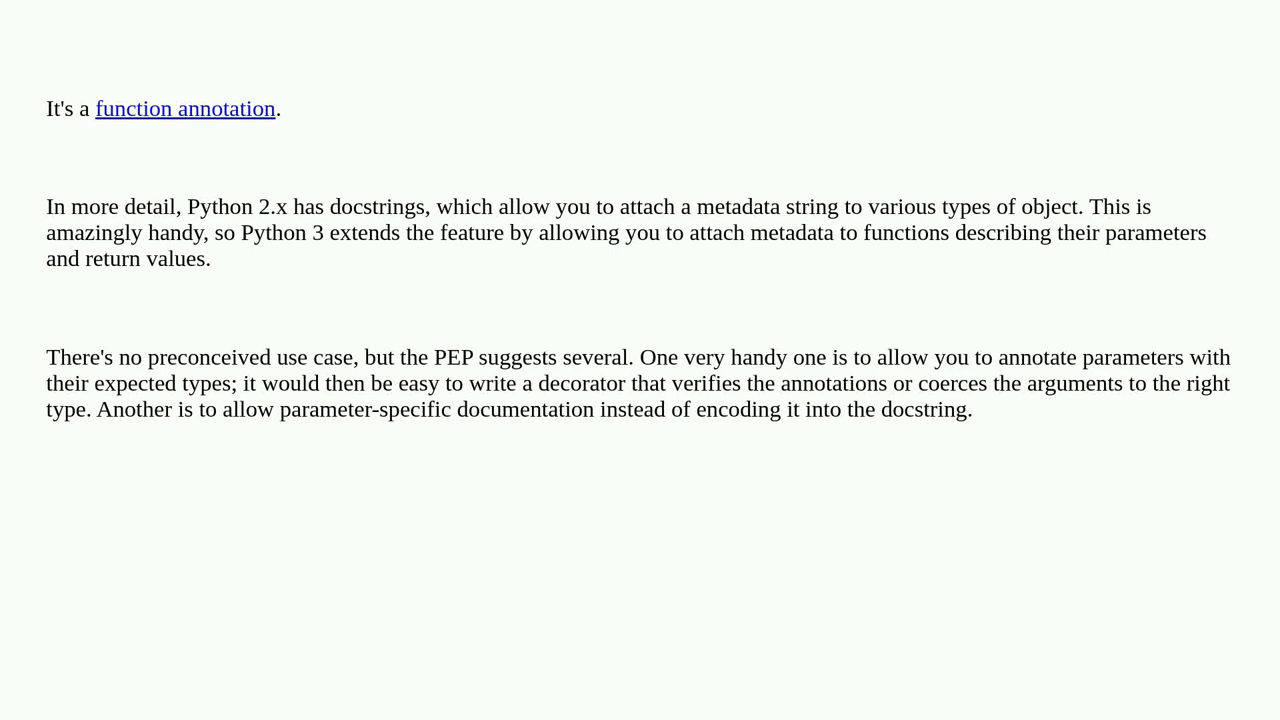 It's a function annotation.
In more detail, Python 2.x has docstrings, which allow you to attach a metadata string to various types of object. This is
amazingly handy, so Python 3 extends the feature by allowing you to attach metadata to functions describing their parameters
and return values.
There's no preconceived use case, but the PEP suggests several. One very handy one is to allow you to annotate parameters with
their expected types; it would then be easy to write a decorator that verifies the annotations or coerces the arguments to the right
type. Another is to allow parameter-specific documentation instead of encoding it into the docstring.